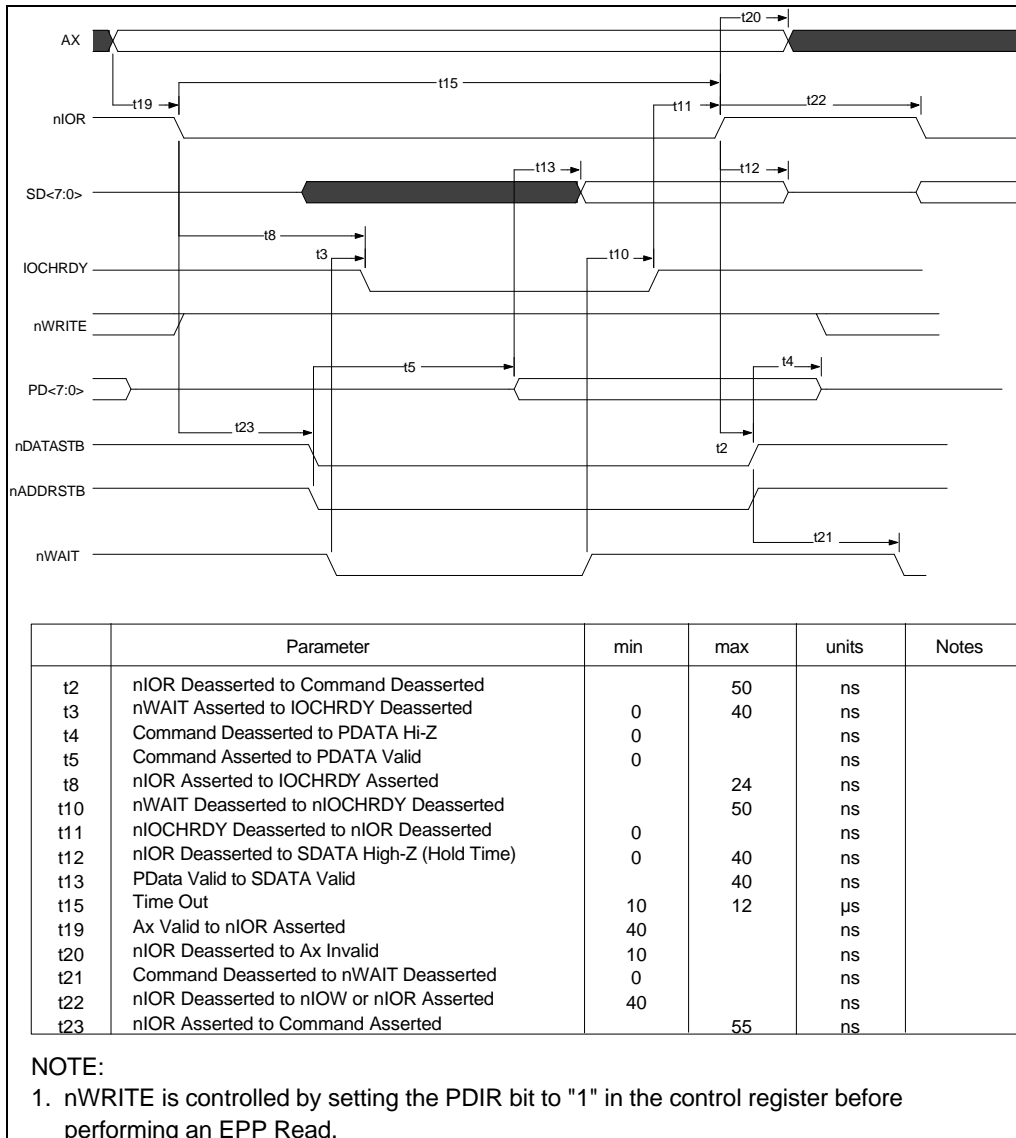 t20
AX
t15
t19
t11
t22
nIOR
t13
t12
SD<7:0>
t8
t3
t10
IOCHRDY
nWRITE
t5
t4
PD<7:0>
t23
nDATASTB
t2
nADDRSTB
t21
nWAIT
Parameter min max units Notes
t2 nIOR Deasserted to Command Deasserted 50 ns
t3 nWAIT Asserted to IOCHRDY Deasserted 0 40 ns
t4 Command Deasserted to PDATA Hi-Z 0 ns
t5 Command Asserted to PDATA Valid 0 ns
t8 nIOR Asserted to IOCHRDY Asserted 24 ns
t10 nWAIT Deasserted to nIOCHRDY Deasserted 50 ns
t11 nIOCHRDY Deasserted to nIOR Deasserted 0 ns
t12 nIOR Deasserted to SDATA High-Z (Hold Time) 0 40 ns
t13 PData Valid to SDATA Valid 40 ns
t15 Time Out 10 12 µs
t19 Ax Valid to nIOR Asserted 40 ns
t20 nIOR Deasserted to Ax Invalid 10 ns
t21 Command Deasserted to nWAIT Deasserted 0 ns
t22 nIOR Deasserted to nIOW or nIOR Asserted 40 ns
t23 nIOR Asserted to Command Asserted 55 ns
NOTE:
1. nWRITE is controlled by setting the PDIR bit to "1" in the control register before
performing an EPP Read.